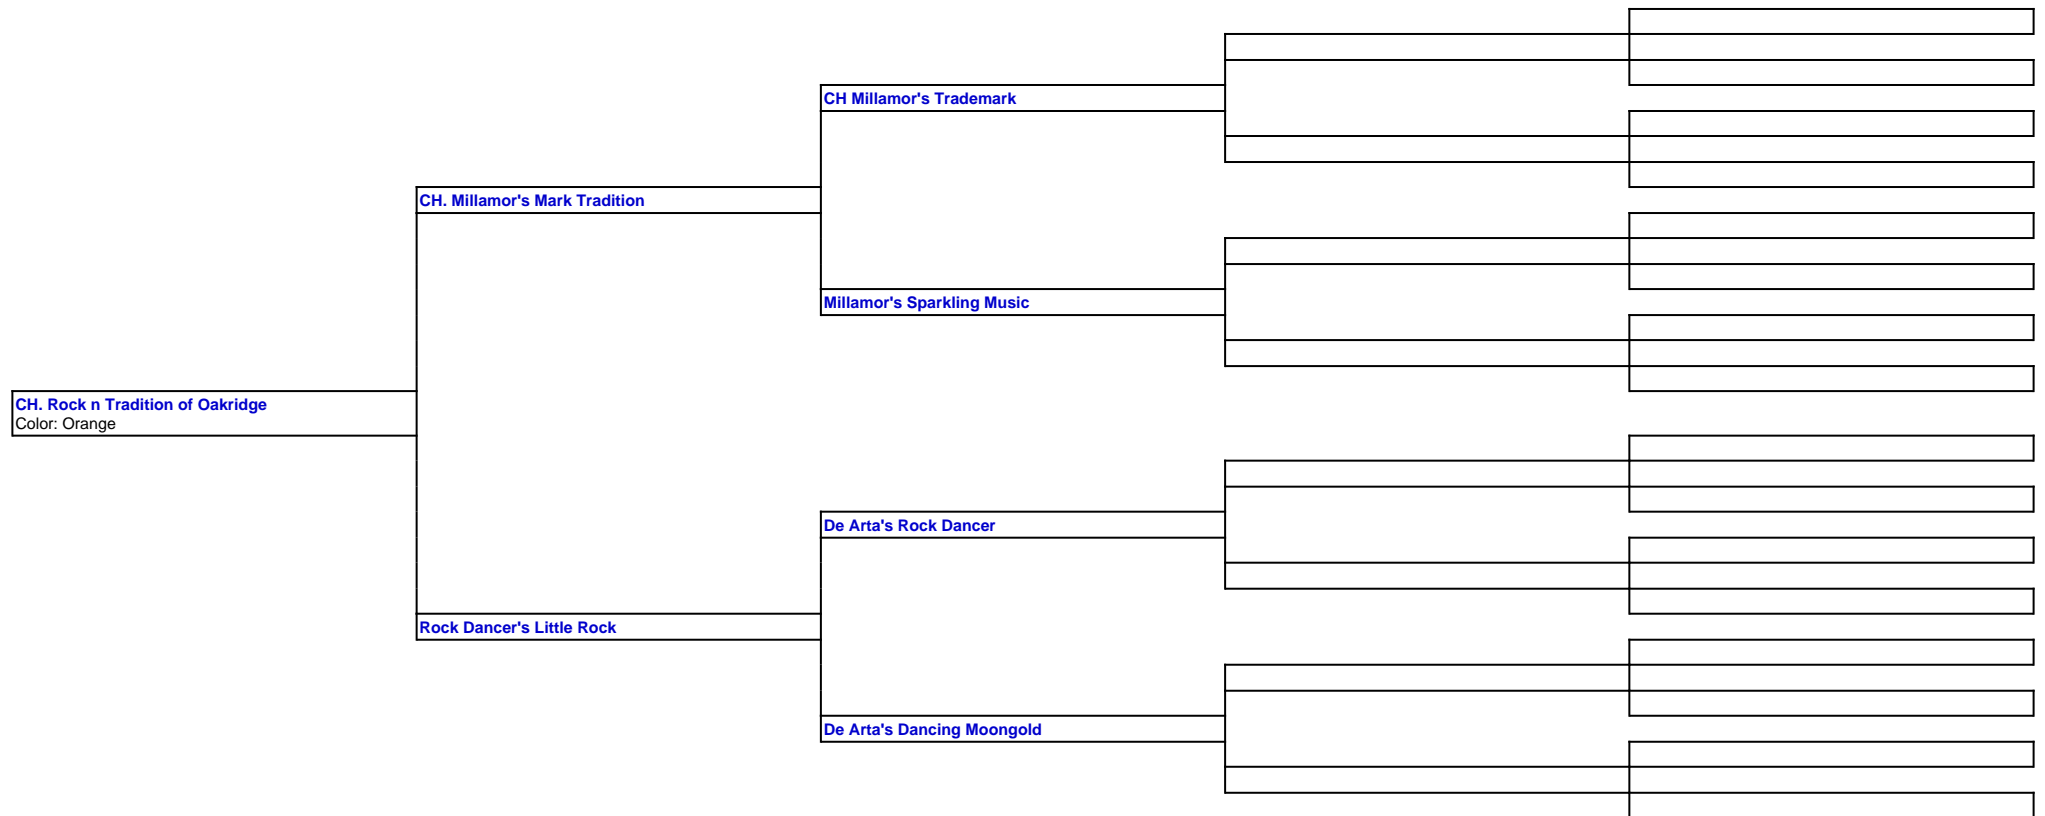 CH Millamor's Trademark
CH. Millamor's Mark Tradition
Millamor's Sparkling Music
CH. Rock n Tradition of Oakridge
Color: Orange
De Arta's Rock Dancer
Rock Dancer's Little Rock
De Arta's Dancing Moongold